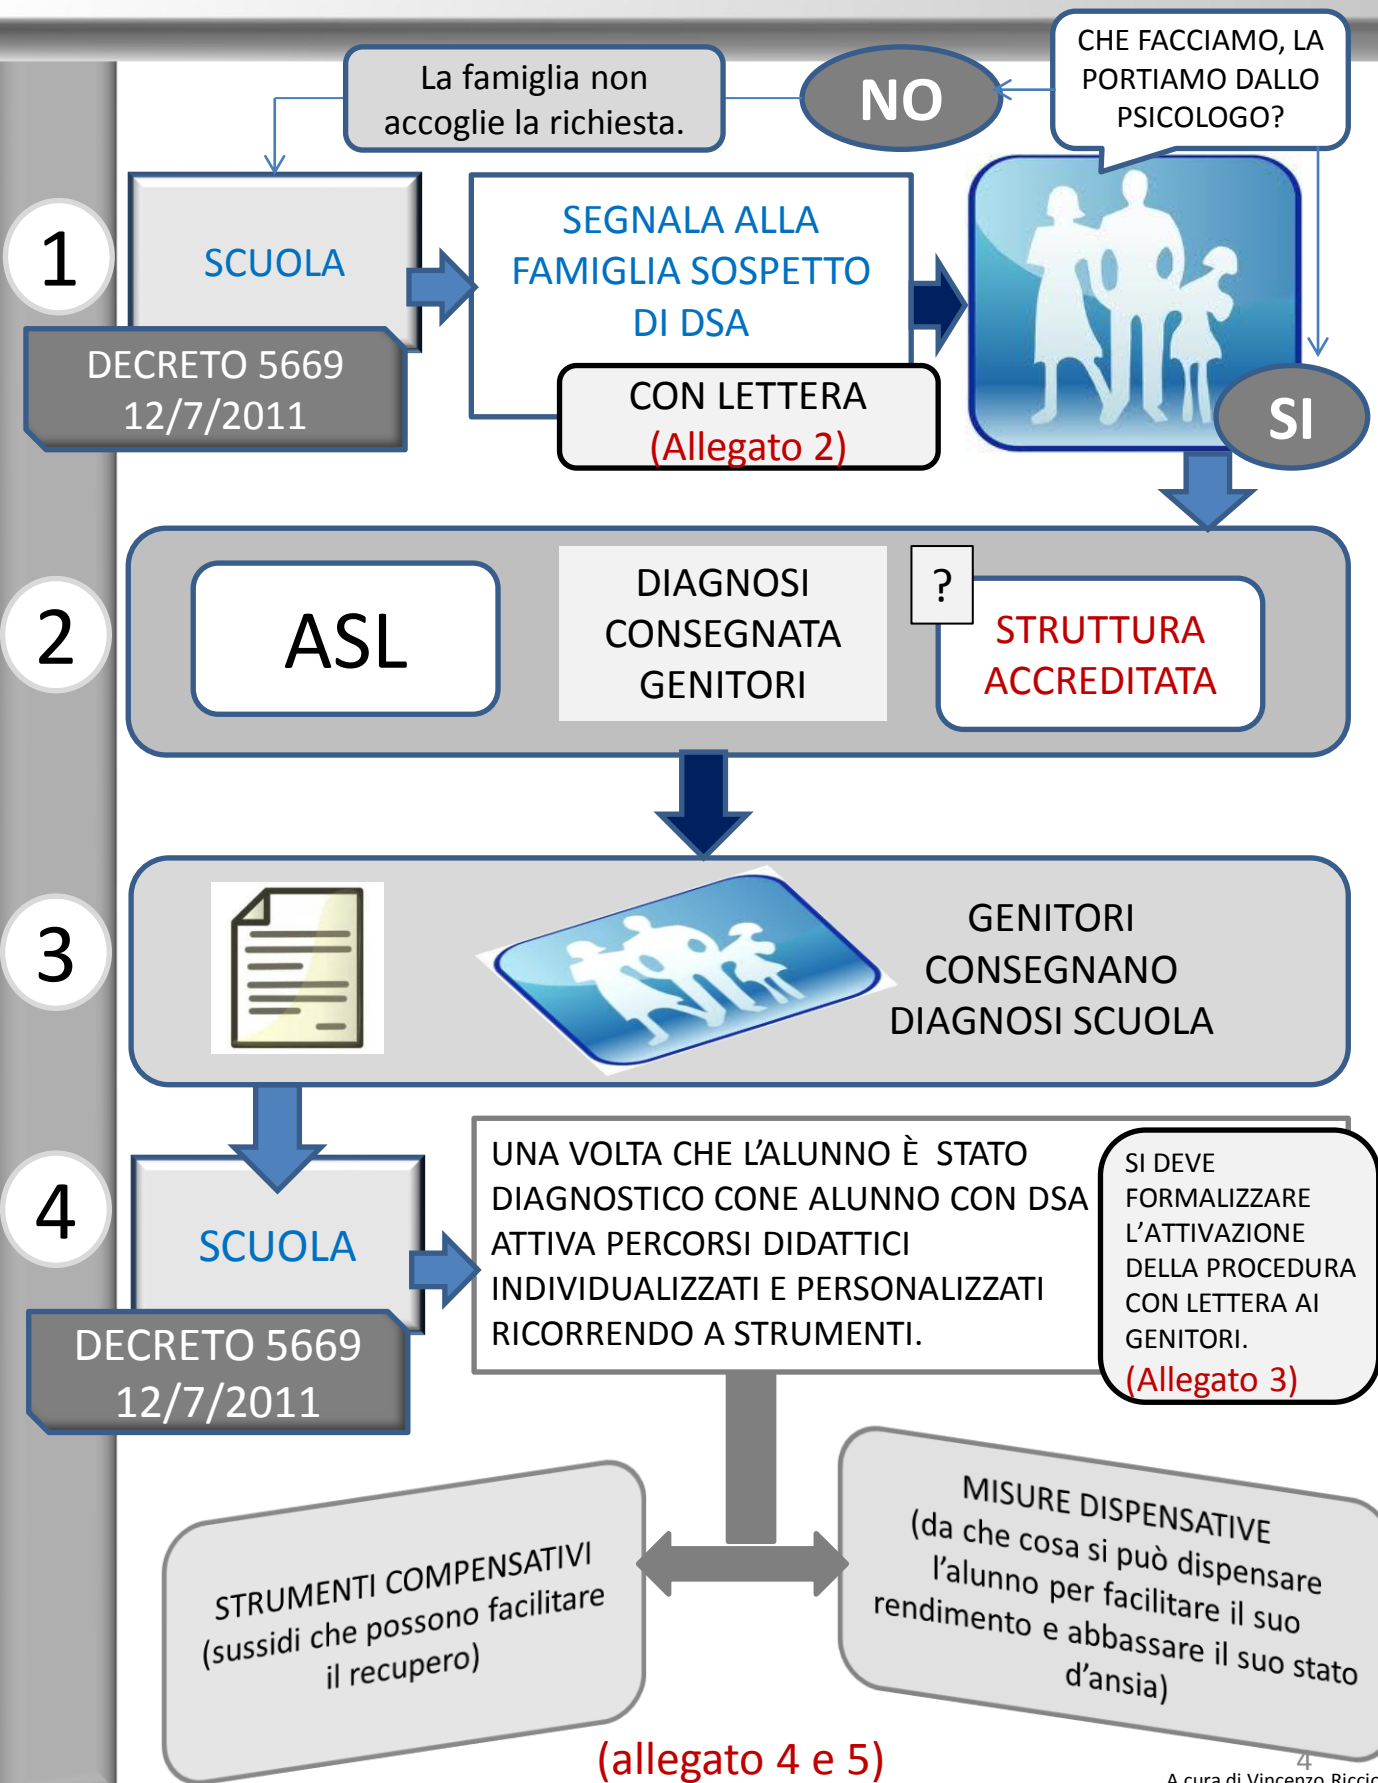 CHE FACCIAMO, LA
PORTIAMO DALLO
PSICOLOGO?
NO
La famiglia non
accoglie la richiesta.
1
SCUOLA
DECRETO 5669
12/7/2011
SEGNALA ALLA
FAMIGLIA SOSPETTO
DI DSA
CON LETTERA
(Allegato 2)
SI
2
ASL
DIAGNOSI
CONSEGNATA
GENITORI
?
STRUTTURA
ACCREDITATA
3
GENITORI
CONSEGNANO
DIAGNOSI SCUOLA
4
SCUOLA
DECRETO 5669
12/7/2011
UNA VOLTA CHE L’ALUNNO È STATO
DIAGNOSTICO CONE ALUNNO CON DSA
ATTIVA PERCORSI DIDATTICI
INDIVIDUALIZZATI E PERSONALIZZATI
RICORRENDO A STRUMENTI.
SI DEVE
FORMALIZZARE
L’ATTIVAZIONE
DELLA PROCEDURA
CON LETTERA AI
GENITORI.
(Allegato 3)
STRUMENTI COMPENSATIVI
(sussidi che possono facilitare
il recupero)
MISURE DISPENSATIVE
(da che cosa si può dispensare
l’alunno per facilitare il suo
rendimento e abbassare il suo stato
d’ansia)
(allegato 4 e 5)
4
A cura di Vincenzo Riccio